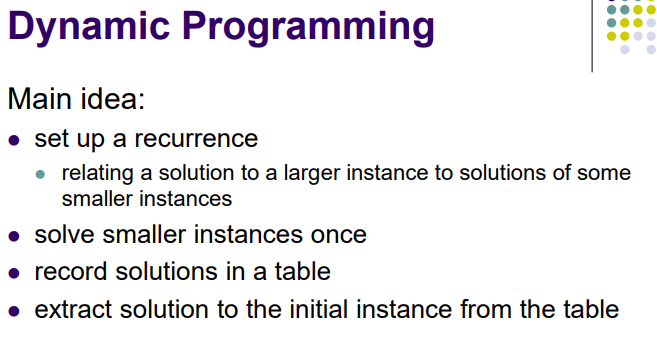 Dynamic Programming
Main idea:
set up a recurrence
relating a solution to a larger instance to solutions of some
smaller instances
solve smaller instances once
record solutions in a table
extract solution to the initial instance from the table